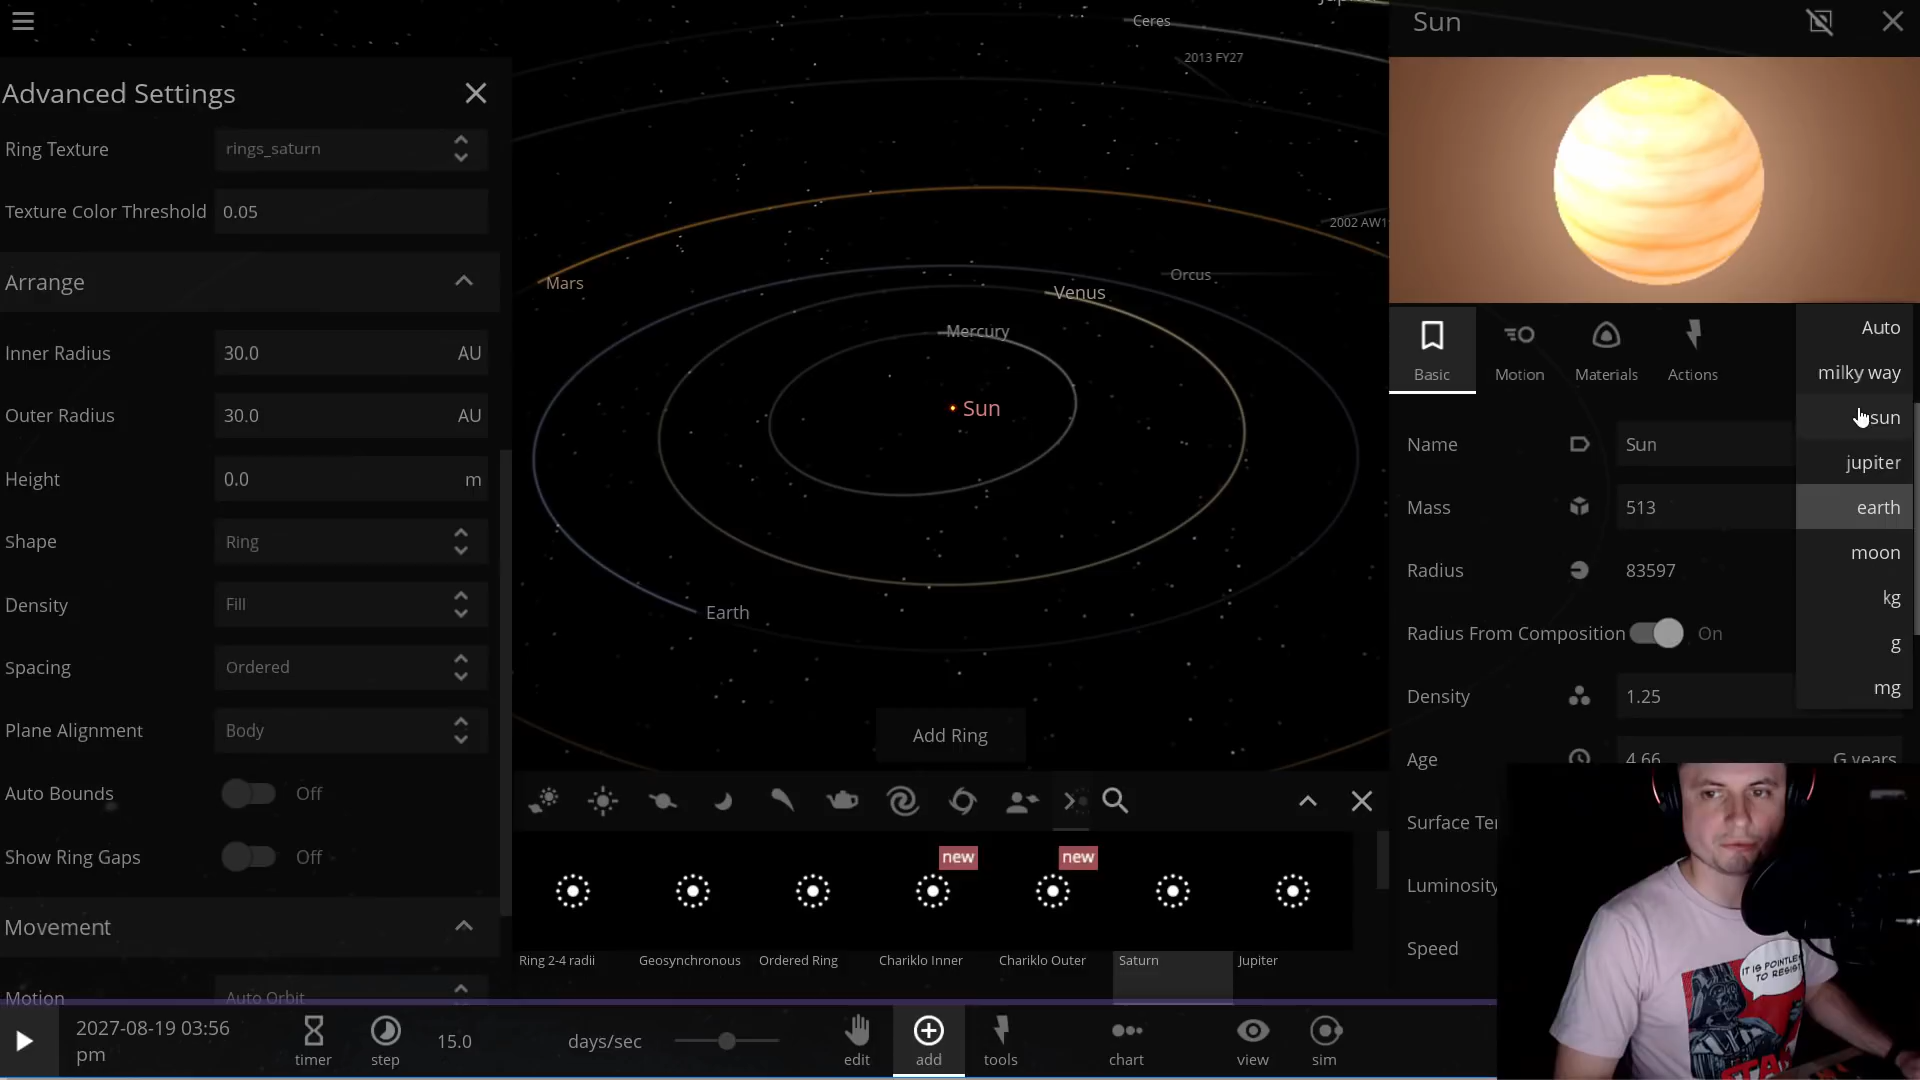 Advanced Settings
Ring Texture
rings_saturn
Texture Color Threshold
0.05
Arrange
Inner Radius
30.0
AU
Outer Radius
30.0
AU
Height
0.0
m
Shape
Ring
Density
Fill
Spacing
Ordered
Plane Alignment
Body
Auto Bounds
Off
Show Ring Gaps
Off
Movement
Motion
Auto Orbit
Ceres
2013 FY27
2002 AW1
Mars
Orcus
Venus
Mercury
Sun
Earth
Add Ring
new
new
Ring 2-4 radii
Geosynchronous
Ordered Ring
Chariklo Inner
Chariklo Outer
Saturn
Jupiter
Sun
Basic
Motion
Materials
Actions
Auto
milky way
sun
jupiter
earth
moon
kg
g
mg
Name
Sun
Mass
513
Radius
83597
Radius From Composition
On
Density
1.25
Age
4.66
G years
Surface Te
Luminosity
Speed
IT IS POINTLESS
TO RESIST
STA
2027-08-19 03:56
pm
timer
step
15.0
days/sec
edit
add
tools
chart
view
sim